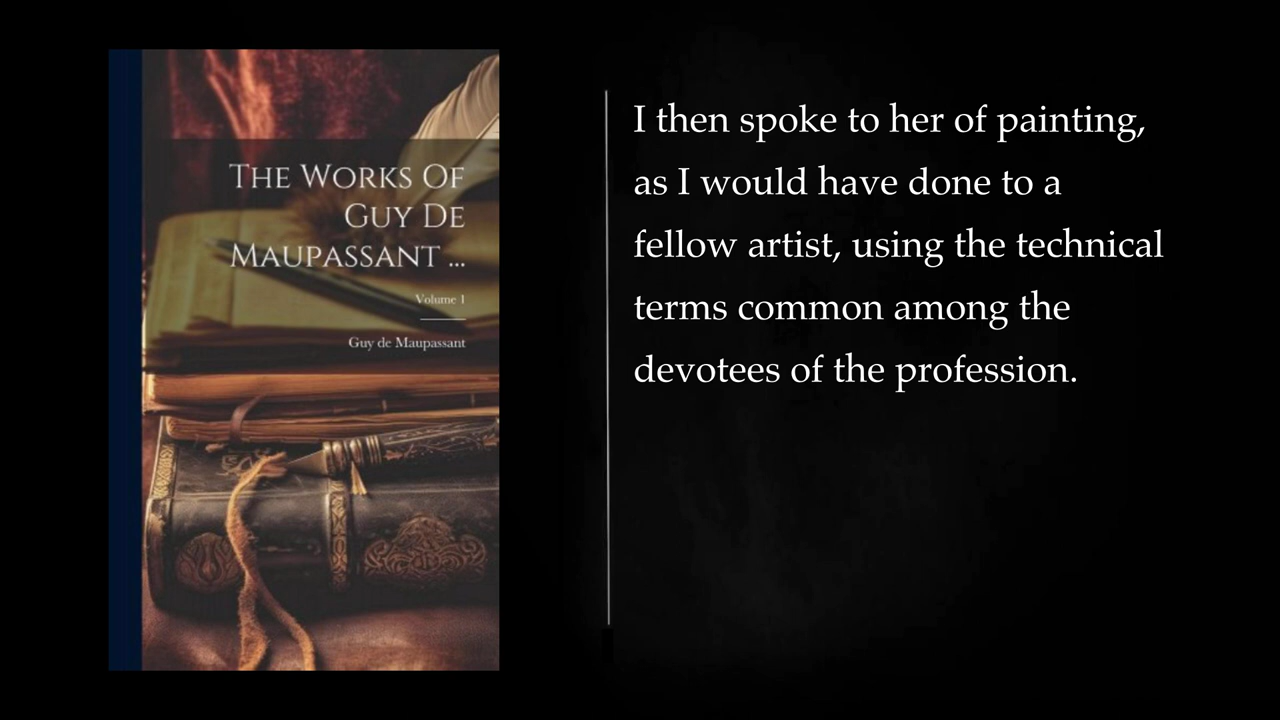 THE WORKS OF
GUY DE
MAUPASSANT ...
Volume 1
Guy de Maupassant
I then spoke to her of painting,
as I would have done to a
fellow artist, using the technical
terms common among the
devotees of the profession.